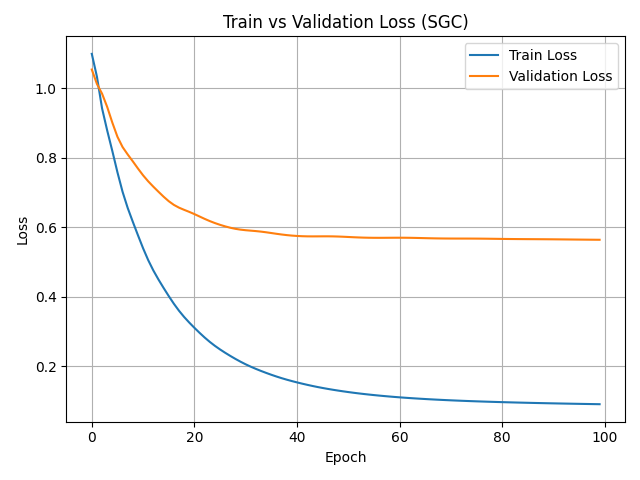 Train vs Validation Loss (SGC)
Train Loss
Validation Loss
Loss
1.0
0.8
0.6
0.4
0.2
0 20 40 60 80 100
Epoch